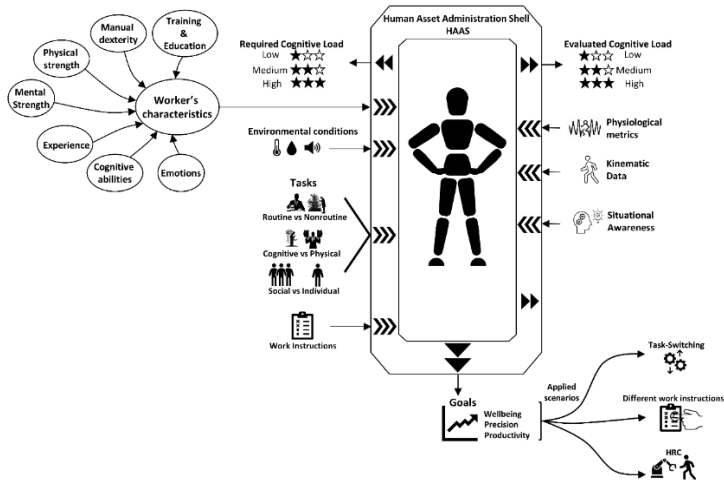 Human Asset Administration Shell
HAAS
Training
&
Education
Manual
dexterity
Physical
strength
Mental
Strength
Experience
Cognitive
abilities
Emotions
Worker's
characteristics
Required Cognitive Load
Low
Medium
High
Environmental conditions
Tasks
Routine vs Nonroutine
Cognitive vs Physical
Social vs Individual
Work Instructions
Evaluated Cognitive Load
Low
Medium
High
Physiological
metrics
Kinematic
Data
Situational
Awareness
Goals
Wellbeing
Precision
Productivity
Applied
scenarios
Task-Switching
Different work instructions
HRC